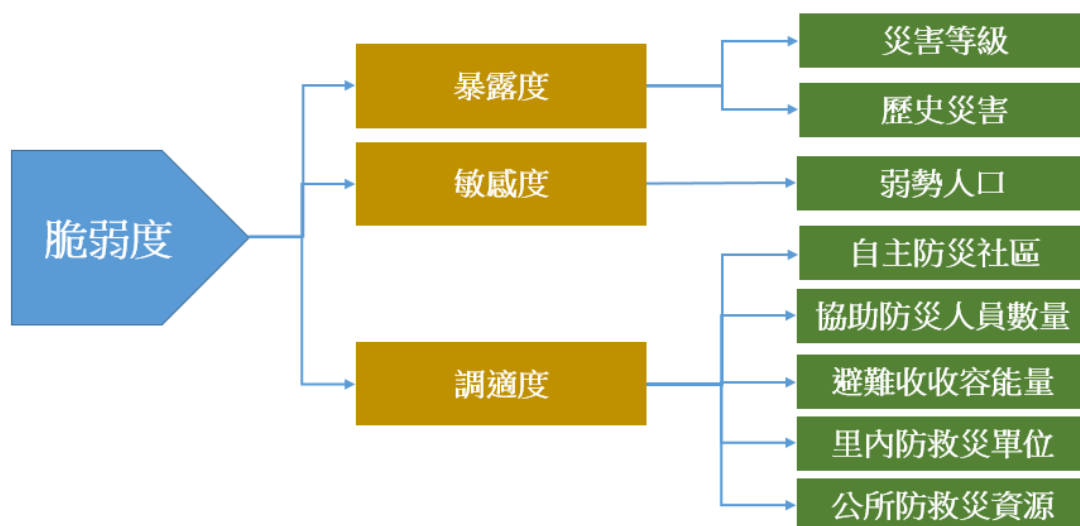 脆弱度
暴露度
災害等級
歷史災害
敏感度
弱勢人口
調適度
自主防災社區
協助防災人員數量
避難收收容能量
里內防救災單位
公所防救災資源